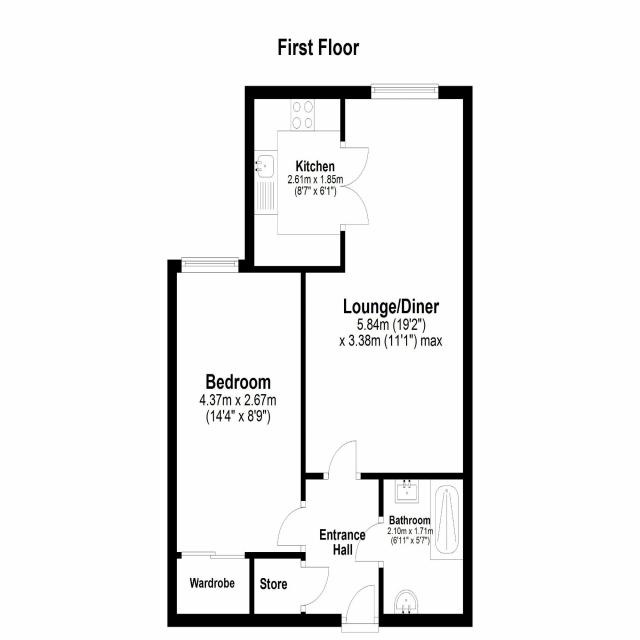 First Floor
Kitchen
2.61m x 1.85m
(8'7" x 6'1")
Lounge/Diner
5.84m (19'2")
x 3.38m (11'1") max
Bedroom
4.37m x 2.67m
(14'4" x 8'9")
Bathroom
2.10m x 1.71m
(6'11" x 5'7")
Entrance
Hall
Wardrobe
Store